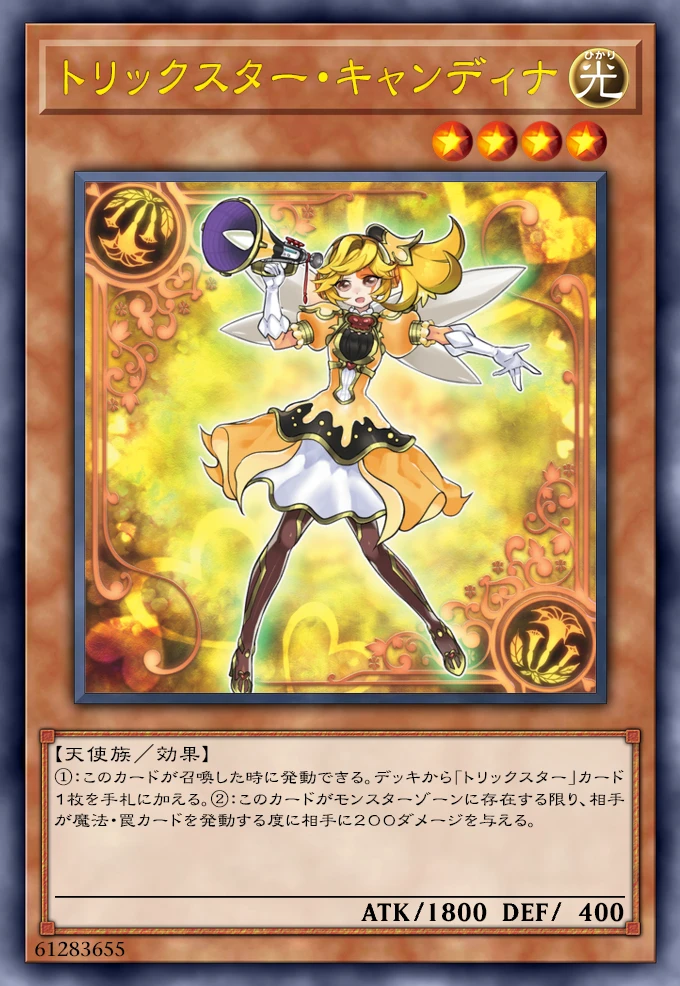 トリックスター・キャンディナ
ひかり
光
【天使族／効果】
①：このカードが召喚した時に発動できる。デッキから「トリックスター」カード
１枚を手札に加える。②：このカードがモンスターゾーンに存在する限り、相手
が魔法・罠カードを発動する度に相手に２００ダメージを与える。
ATK/1800 DEF/ 400
61283655